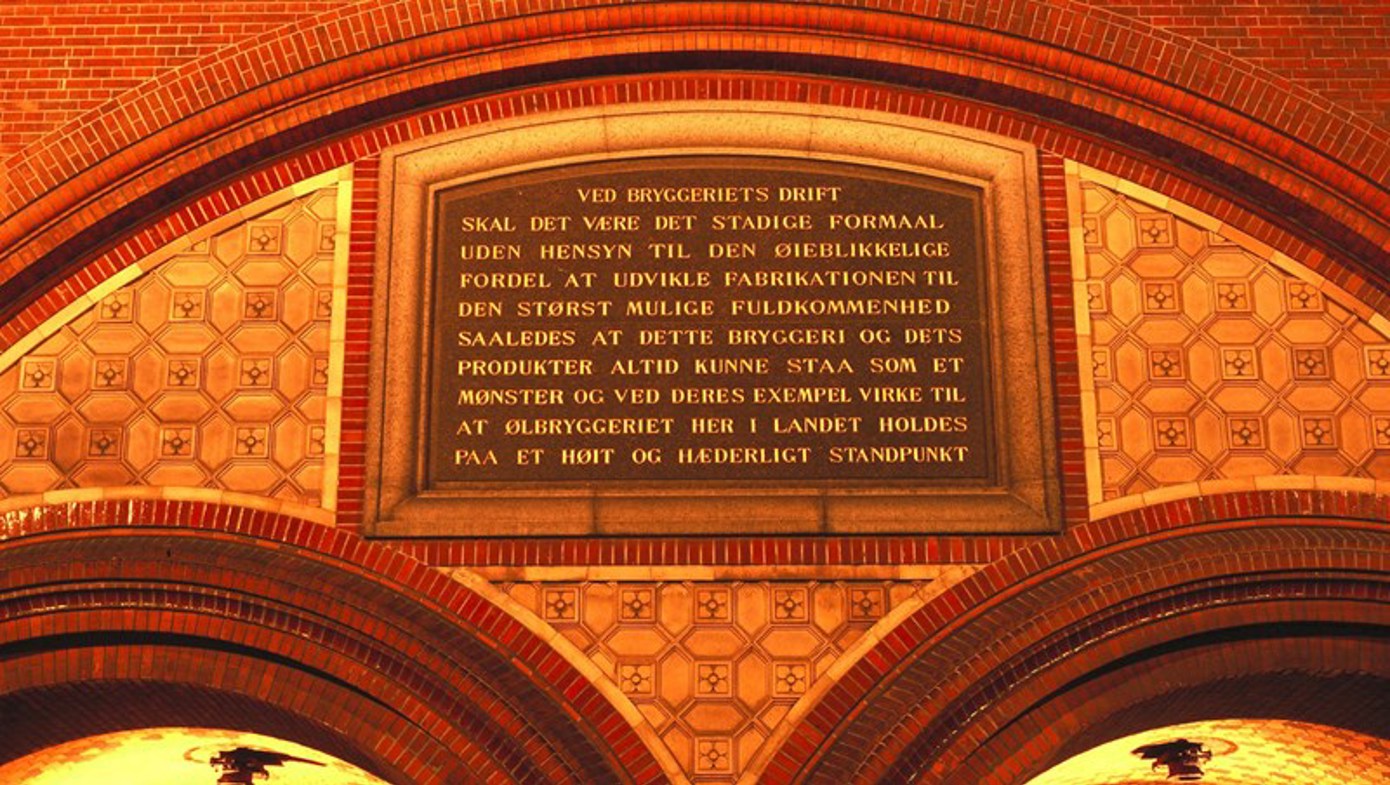 VED BRYGGERIETS DRIFT
SKAL DET VÆRE DET STADIGE FORMAAL
UDEN HENSYN TIL DEN ØIEBLIKKELIGE
FORDEL AT UDVIKLE FABRIKATIONEN TIL
DEN STØRST MULIGE FULDKOMMENHED
SAALEDES AT DETTE BRYGGERI OG DETS
PRODUKTER ALTID KUNNE STAA SOM ET
MØNSTER OG VED DERES EXEMPEL VIRKE TIL
AT ØLBRYGGERIET HER I LANDET HOLDES
PAA ET HØIT OG HÆDERLIGT STANDPUNKT